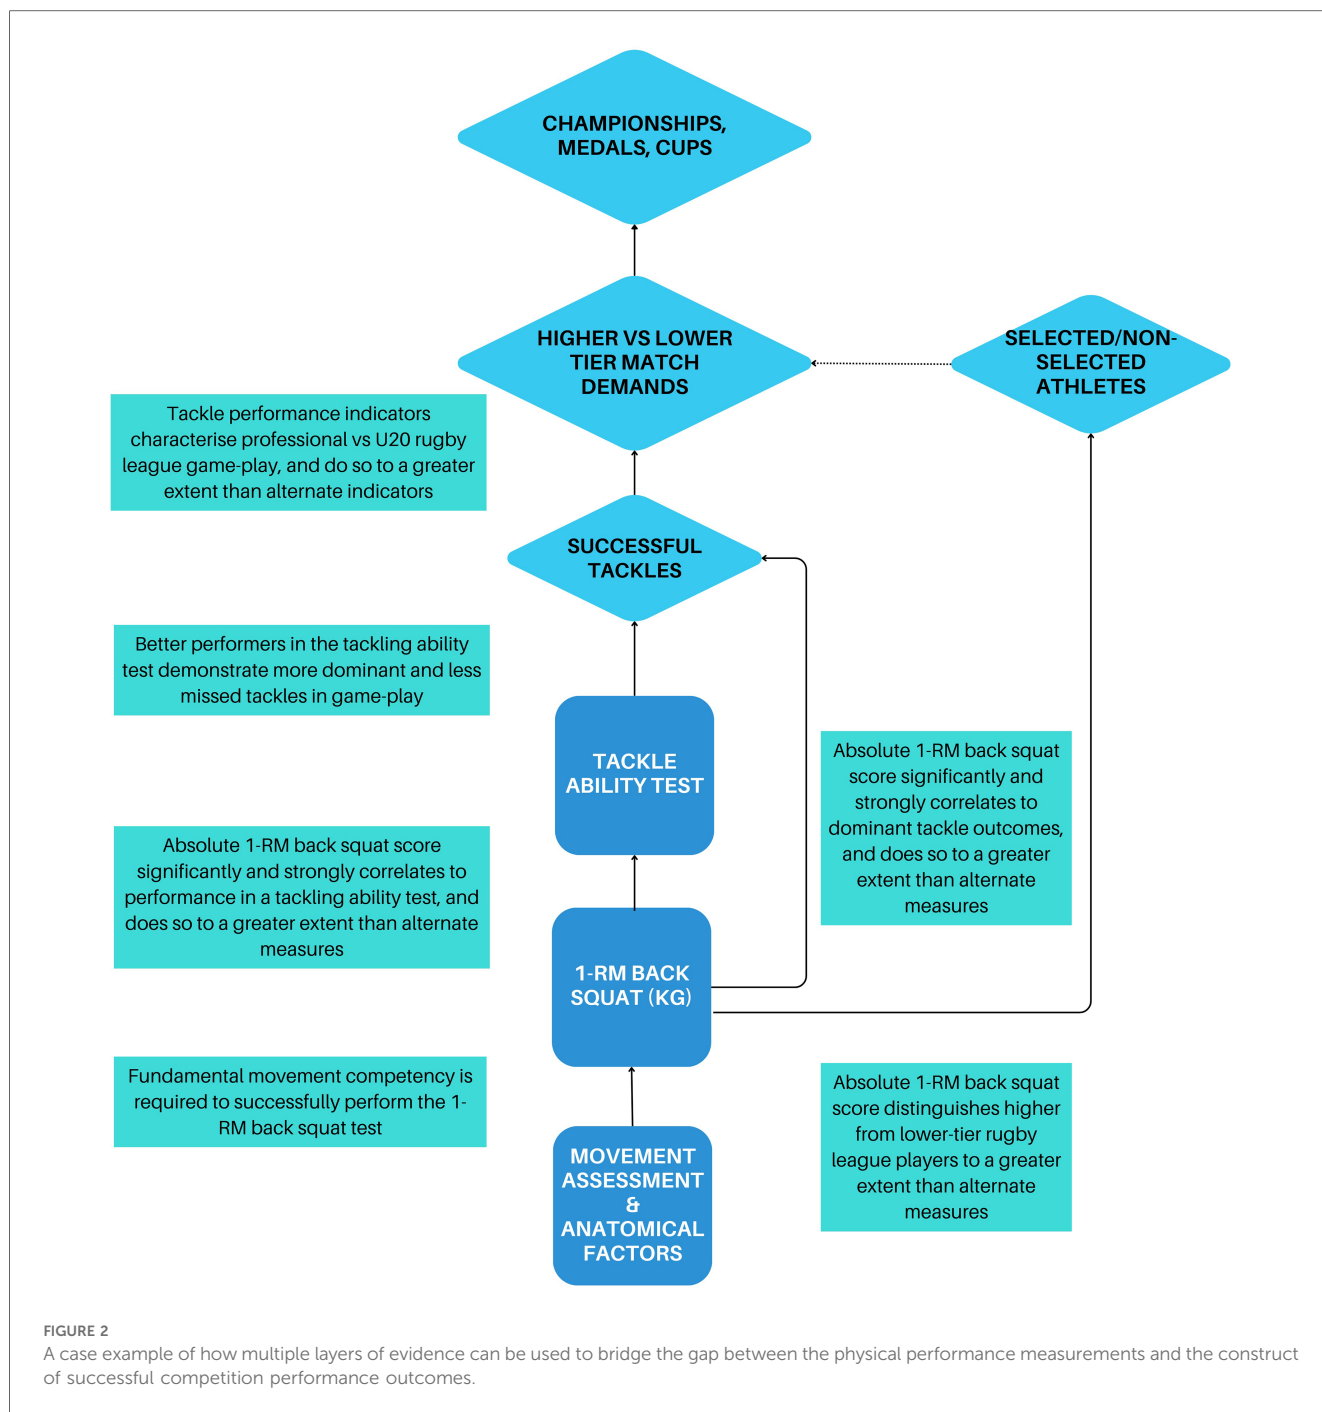 CHAMPIONSHIPS,
MEDALS, CUPS
HIGHER VS LOWER
TIER MATCH
DEMANDS
SELECTED/NON-
SELECTED
ATHLETES
Tackle performance indicators
characterise professional vs U20 rugby
league game-play, and do so to a greater
extent than alternate indicators
SUCCESSFUL
TACKLES
Better performers in the tackling ability
test demonstrate more dominant and less
missed tackles in game-play
TACKLE
ABILITY TEST
Absolute 1-RM back squat
score significantly and
strongly correlates to
dominant tackle outcomes,
and does so to a greater
extent than alternate
measures
Absolute 1-RM back squat score
significantly and strongly correlates to
performance in a tackling ability test, and
does so to a greater extent than alternate
measures
1-RM BACK
SQUAT (KG)
Fundamental movement competency is
required to successfully perform the 1-
RM back squat test
Absolute 1-RM back squat
score distinguishes higher
from lower-tier rugby
league players to a greater
extent than alternate
measures
MOVEMENT
ASSESSMENT
&
ANATOMICAL
FACTORS
FIGURE 2
A case example of how multiple layers of evidence can be used to bridge the gap between the physical performance measurements and the construct
of successful competition performance outcomes.